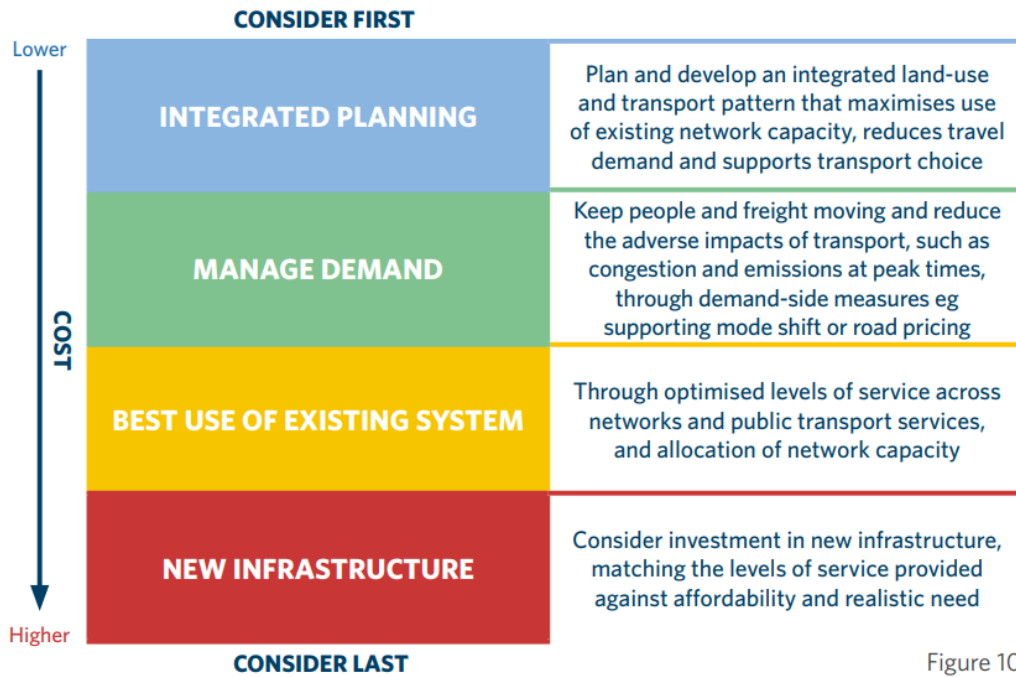 CONSIDER FIRST
Lower
COST
Higher
INTEGRATED PLANNING
Plan and develop an integrated land-use
and transport pattern that maximises use
of existing network capacity, reduces travel
demand and supports transport choice
MANAGE DEMAND
Keep people and freight moving and reduce
the adverse impacts of transport, such as
congestion and emissions at peak times,
through demand-side measures eg
supporting mode shift or road pricing
BEST USE OF EXISTING SYSTEM
Through optimised levels of service across
networks and public transport services,
and allocation of network capacity
NEW INFRASTRUCTURE
Consider investment in new infrastructure,
matching the levels of service provided
against affordability and realistic need
CONSIDER LAST
Figure 10